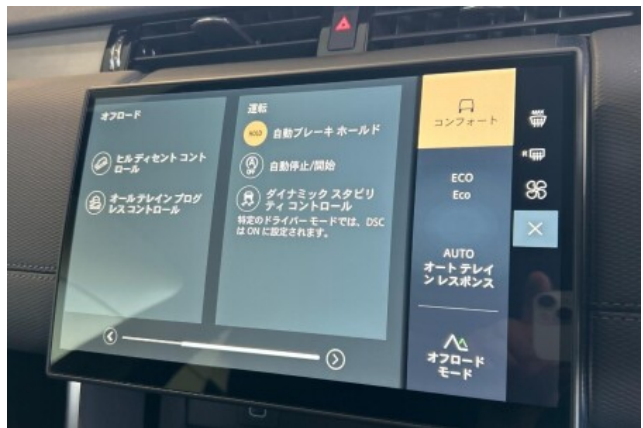 オフロード
ヒルディセント コント
ロール
オールテレイン プログ
レス コントロール
運転
HOLD
自動ブレーキ ホールド
OFF
自動停止/開始
ダイナミック スタビリ
ティ コントロール
特定のドライバー モードでは、DSC
は ON に設定されます。
コンフォート
ECO
Eco
AUTO
オート テレイ
ン レスポンス
オフロード
モード
R